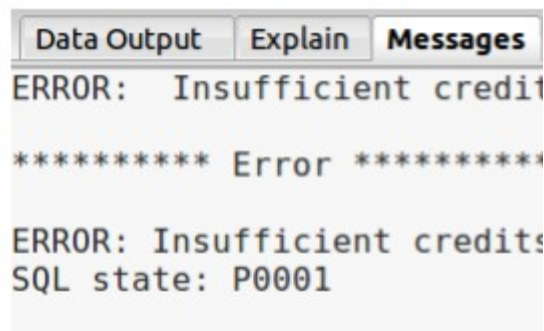 Data Output Explain Messages
ERROR:  Insufficient credit
********** Error **********
ERROR: Insufficient credits
SQL state: P0001